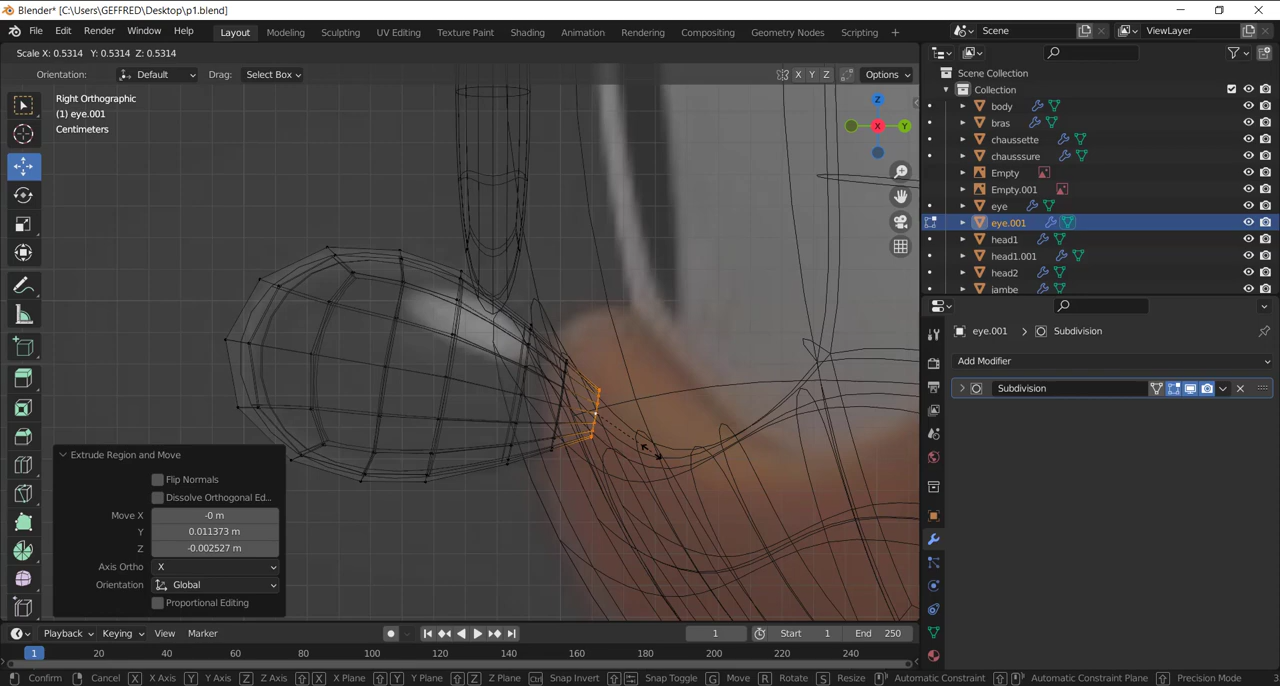 Blender* [C:\Users\GEFFRED\Desktop\p1.blend]
File Edit Render Window Help Layout Modeling Sculpting UV Editing Texture Paint Shading Animation Rendering Compositing Geometry Nodes Scripting + Scene ViewLayer
Scale X: 0.5314 Y: 0.5314 Z: 0.5314
Orientation: Default Drag: Select Box X Y Z Options
Right Orthographic
(1) eye.001
Centimeters
Z
X
Y
Scene Collection
Collection
body
bras
chaussette
chausssure
Empty
Empty.001
eye
eye.001
head1
head1.001
head2
jambe
eye.001 > Subdivision
Add Modifier
Subdivision
Extrude Region and Move
Flip Normals
Dissolve Orthogonal Ed...
Move X -0 m
Y 0.011373 m
Z -0.002527 m
Axis Ortho X
Orientation Global
Proportional Editing
Playback Keying View Marker 1 Start 1 End 250
1 20 40 60 80 100 120 140 160 180 200 220 240
Confirm Cancel X X Axis Y Y Axis Z Z Axis X X Plane Y Y Plane Z Z Plane Ctrl Snap Invert Snap Toggle G Move R Rotate S Resize Automatic Constraint Automatic Constraint Plane Precision Mode 3